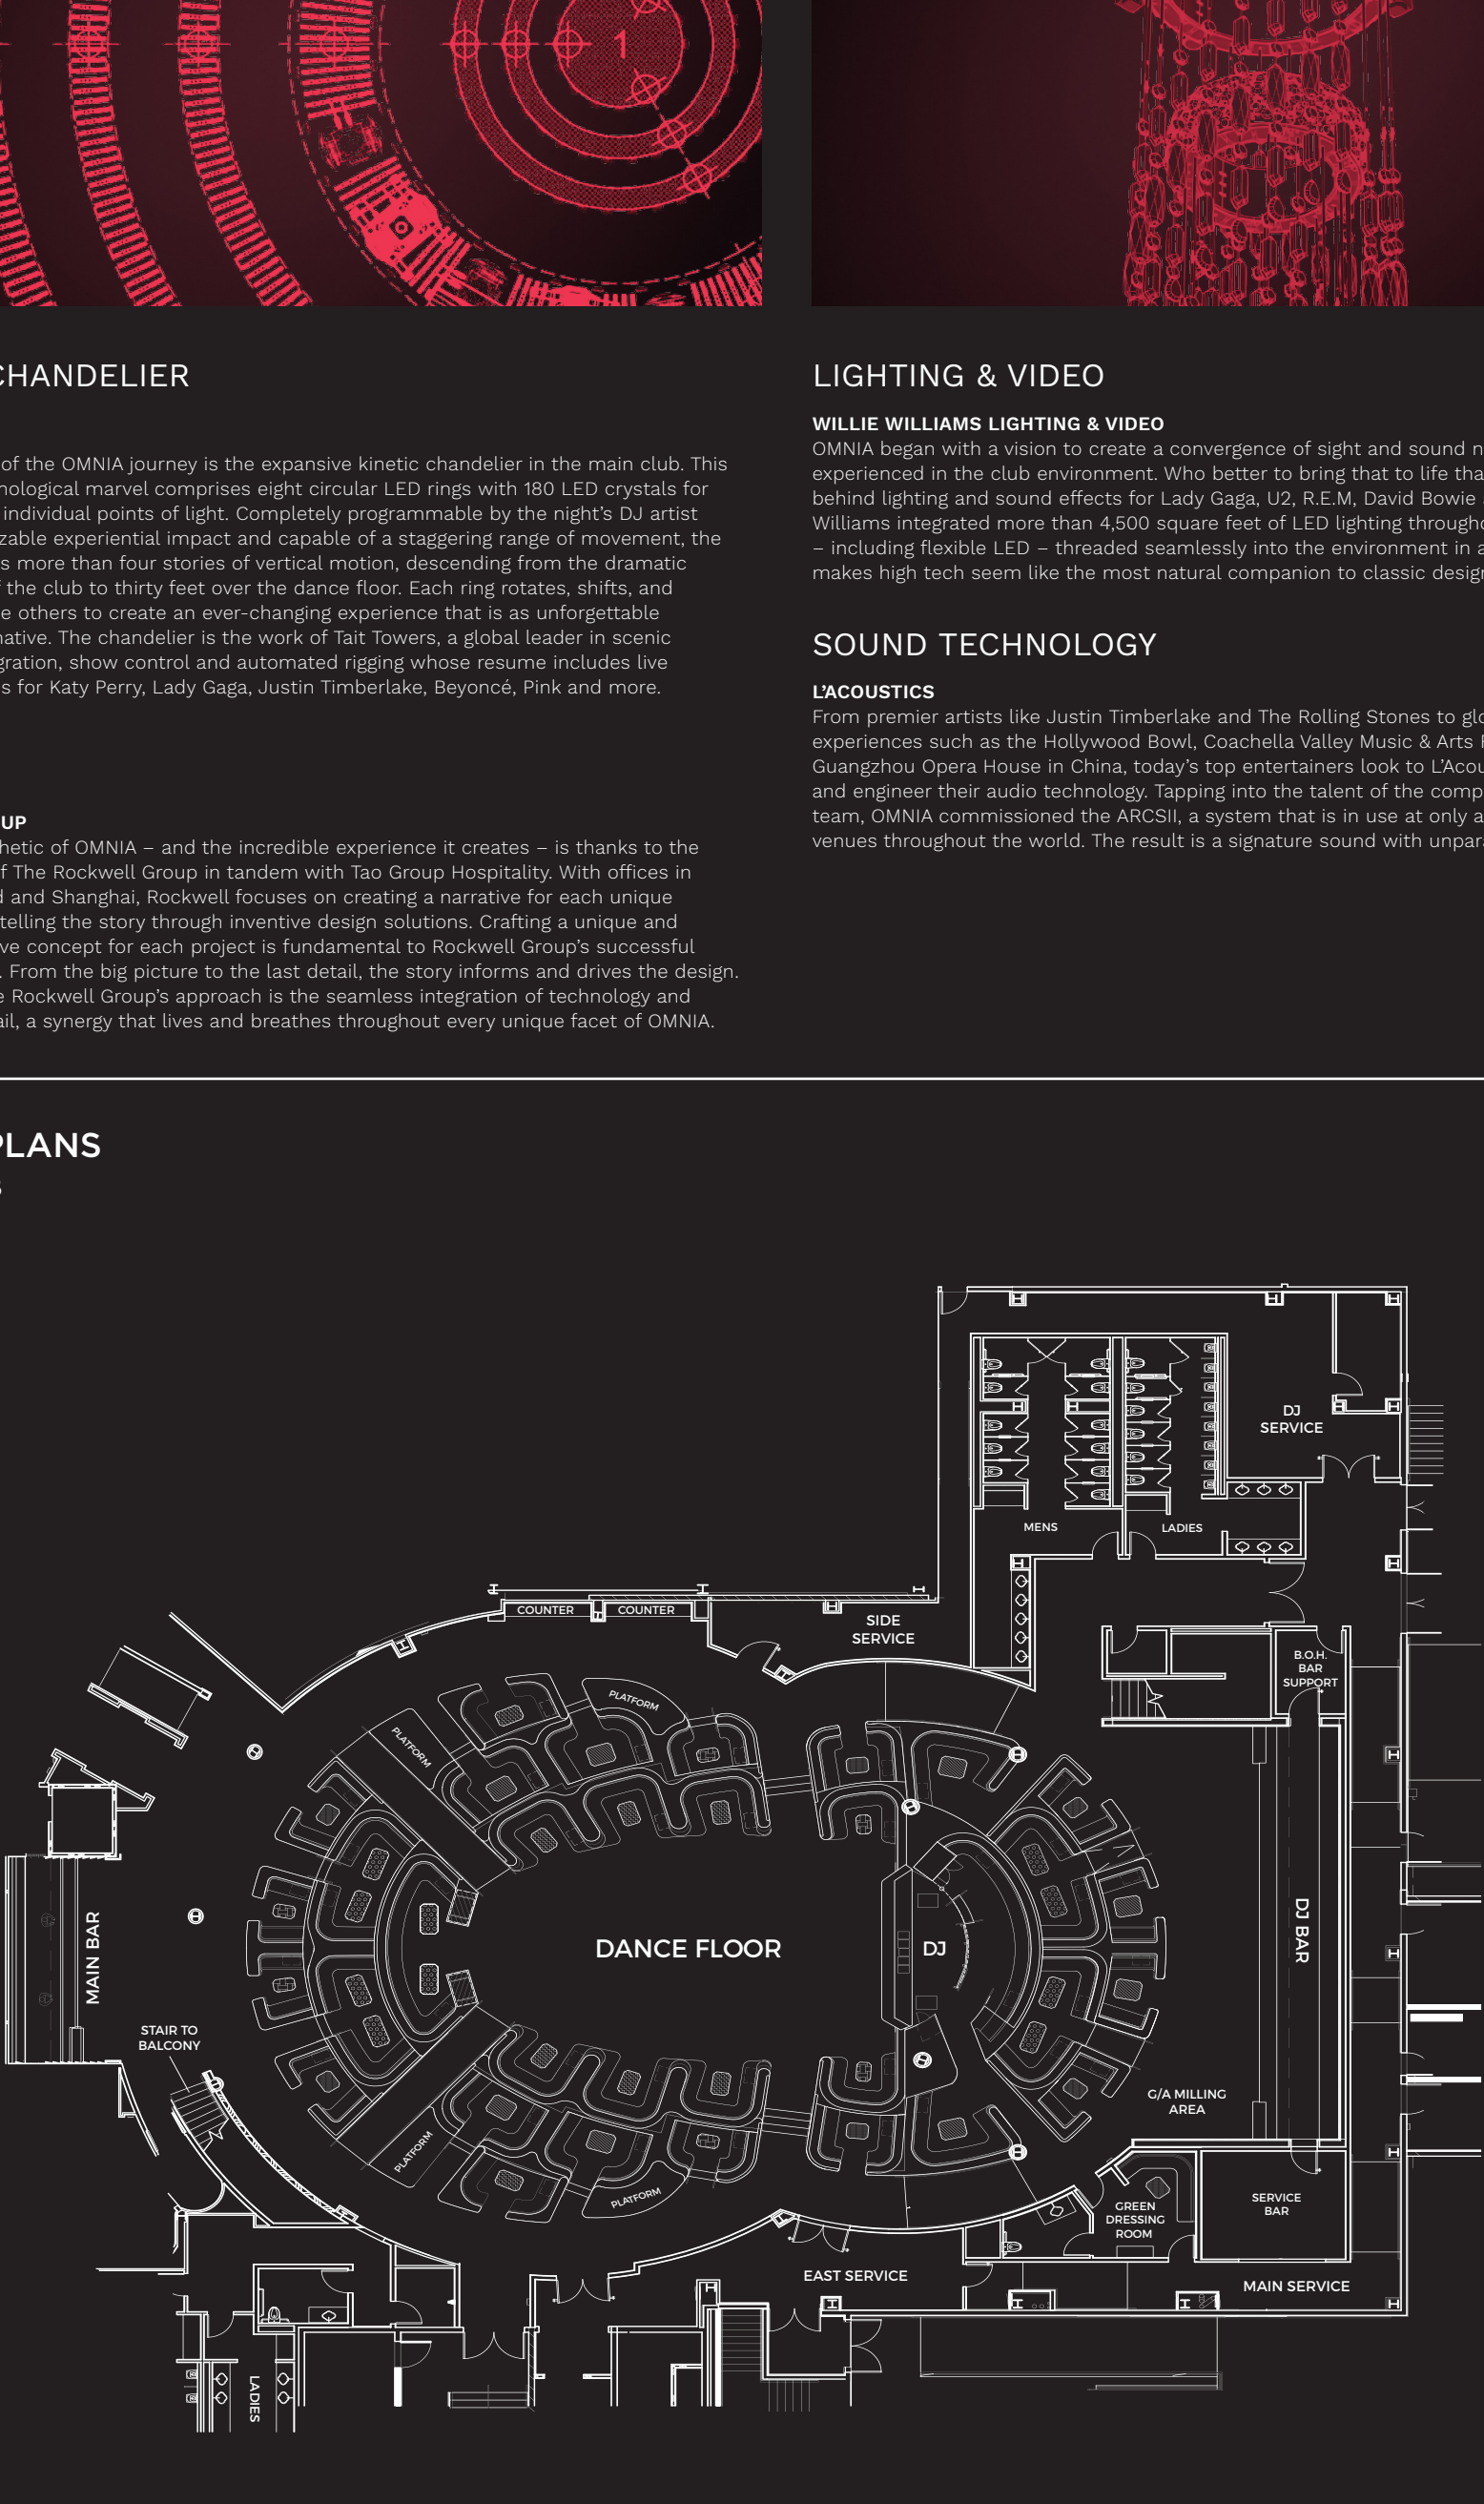 1
CHANDELIER
of the OMNIA journey is the expansive kinetic chandelier in the main club. This
nological marvel comprises eight circular LED rings with 180 LED crystals for
individual points of light. Completely programmable by the night's DJ artist
zable experiential impact and capable of a staggering range of movement, the
s more than four stories of vertical motion, descending from the dramatic
f the club to thirty feet over the dance floor. Each ring rotates, shifts, and
e others to create an ever-changing experience that is as unforgettable
native. The chandelier is the work of Tait Towers, a global leader in scenic
gration, show control and automated rigging whose resume includes live
s for Katy Perry, Lady Gaga, Justin Timberlake, Beyoncé, Pink and more.
UP
hetic of OMNIA – and the incredible experience it creates – is thanks to the
f The Rockwell Group in tandem with Tao Group Hospitality. With offices in
d and Shanghai, Rockwell focuses on creating a narrative for each unique
telling the story through inventive design solutions. Crafting a unique and
ve concept for each project is fundamental to Rockwell Group's successful
. From the big picture to the last detail, the story informs and drives the design.
e Rockwell Group's approach is the seamless integration of technology and
ail, a synergy that lives and breathes throughout every unique facet of OMNIA.
LIGHTING & VIDEO
WILLIE WILLIAMS LIGHTING & VIDEO
OMNIA began with a vision to create a convergence of sight and sound n
experienced in the club environment. Who better to bring that to life tha
behind lighting and sound effects for Lady Gaga, U2, R.E.M, David Bowie
Williams integrated more than 4,500 square feet of LED lighting througho
– including flexible LED – threaded seamlessly into the environment in a
makes high tech seem like the most natural companion to classic design
SOUND TECHNOLOGY
L'ACOUSTICS
From premier artists like Justin Timberlake and The Rolling Stones to glo
experiences such as the Hollywood Bowl, Coachella Valley Music & Arts F
Guangzhou Opera House in China, today's top entertainers look to L'Acou
and engineer their audio technology. Tapping into the talent of the comp
team, OMNIA commissioned the ARCSII, a system that is in use at only a
venues throughout the world. The result is a signature sound with unpara
PLANS
DJ
SERVICE
MENS
LADIES
COUNTER
COUNTER
SIDE
SERVICE
B.O.H.
BAR
SUPPORT
PLATFORM
PLATFORM
MAIN BAR
DANCE FLOOR
DJ
DJ BAR
STAIR TO
BALCONY
G/A MILLING
AREA
PLATFORM
PLATFORM
GREEN
DRESSING
ROOM
SERVICE
BAR
EAST SERVICE
MAIN SERVICE
LADIES